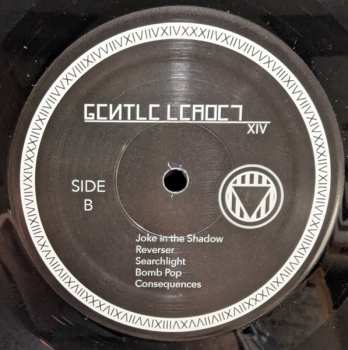 GENTLE LEADER
XIV
SIDE
B
Joke in the Shadow
Reverser
Searchlight
Bomb Pop
Consequences